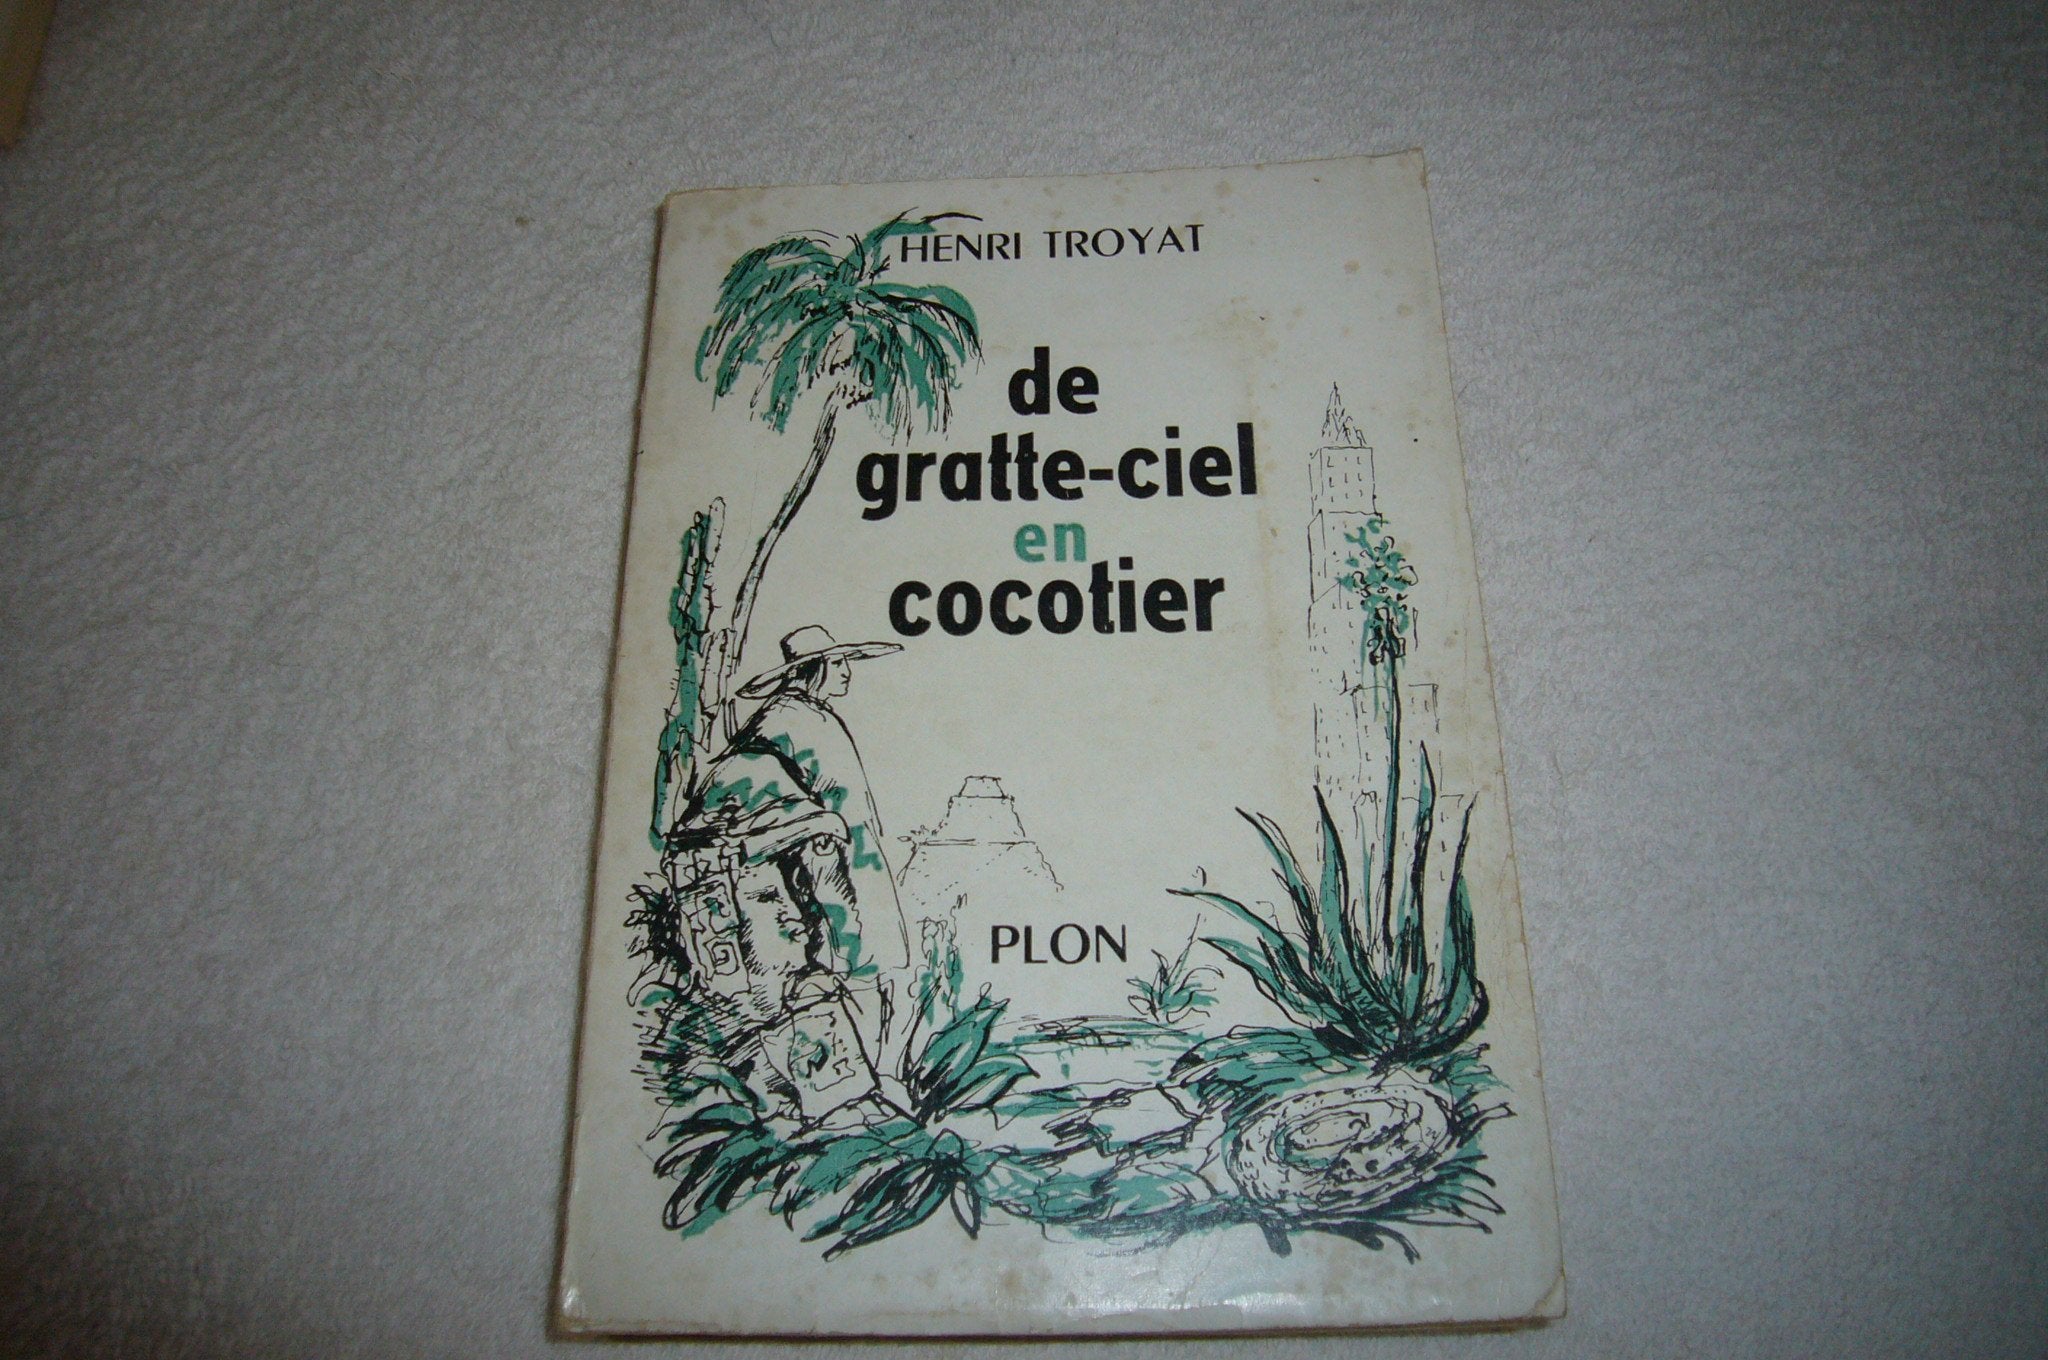 HENRI TROYAT
de
gratte-ciel
en
cocotier
PLON